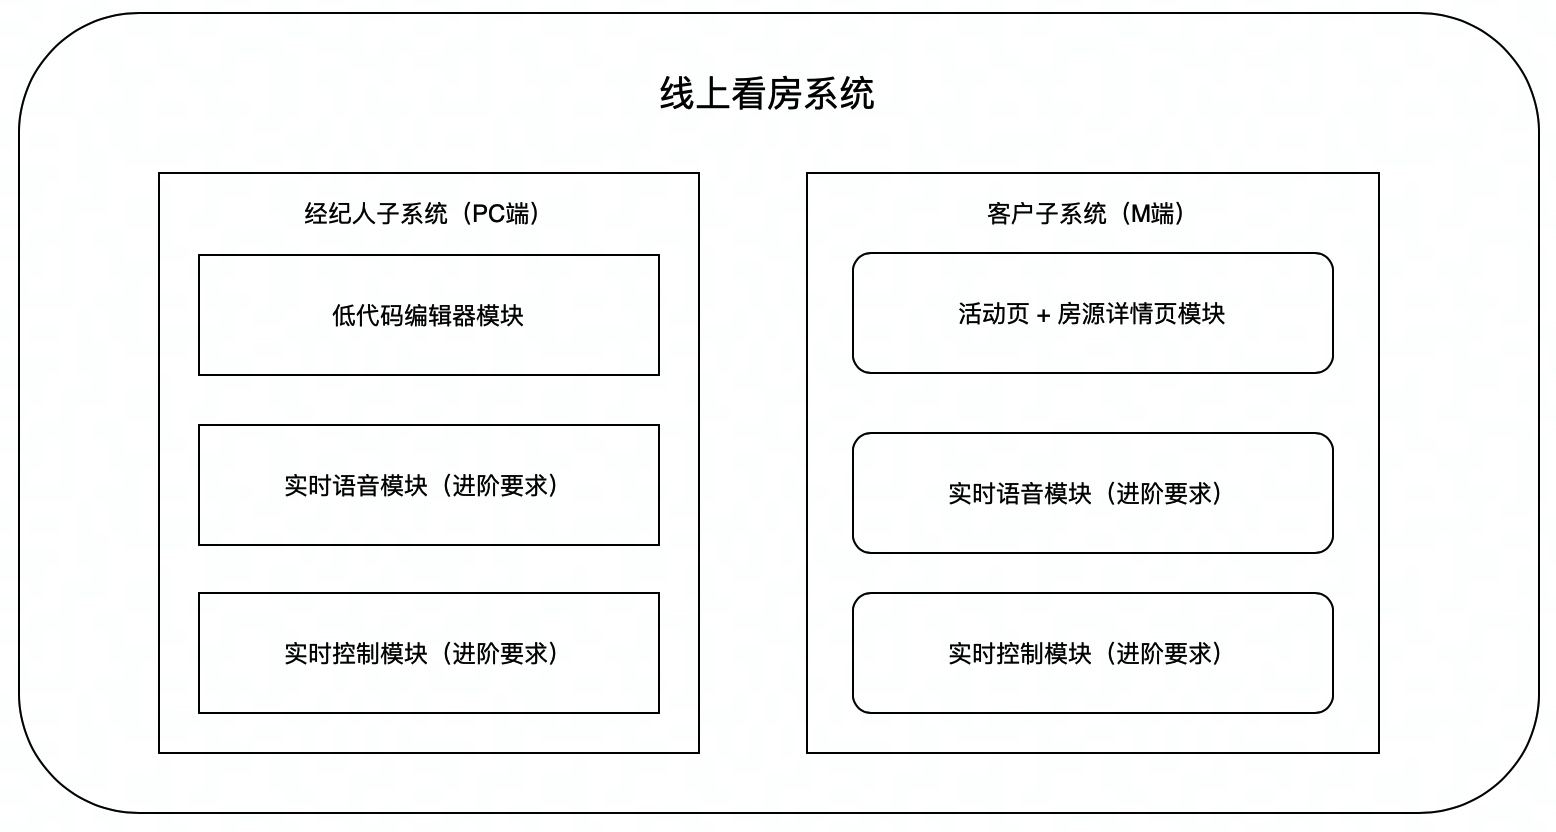 线上看房系统
经纪人子系统（PC端）
低代码编辑器模块
实时语音模块（进阶要求）
实时控制模块（进阶要求）
客户子系统（M端）
活动页 + 房源详情页模块
实时语音模块（进阶要求）
实时控制模块（进阶要求）